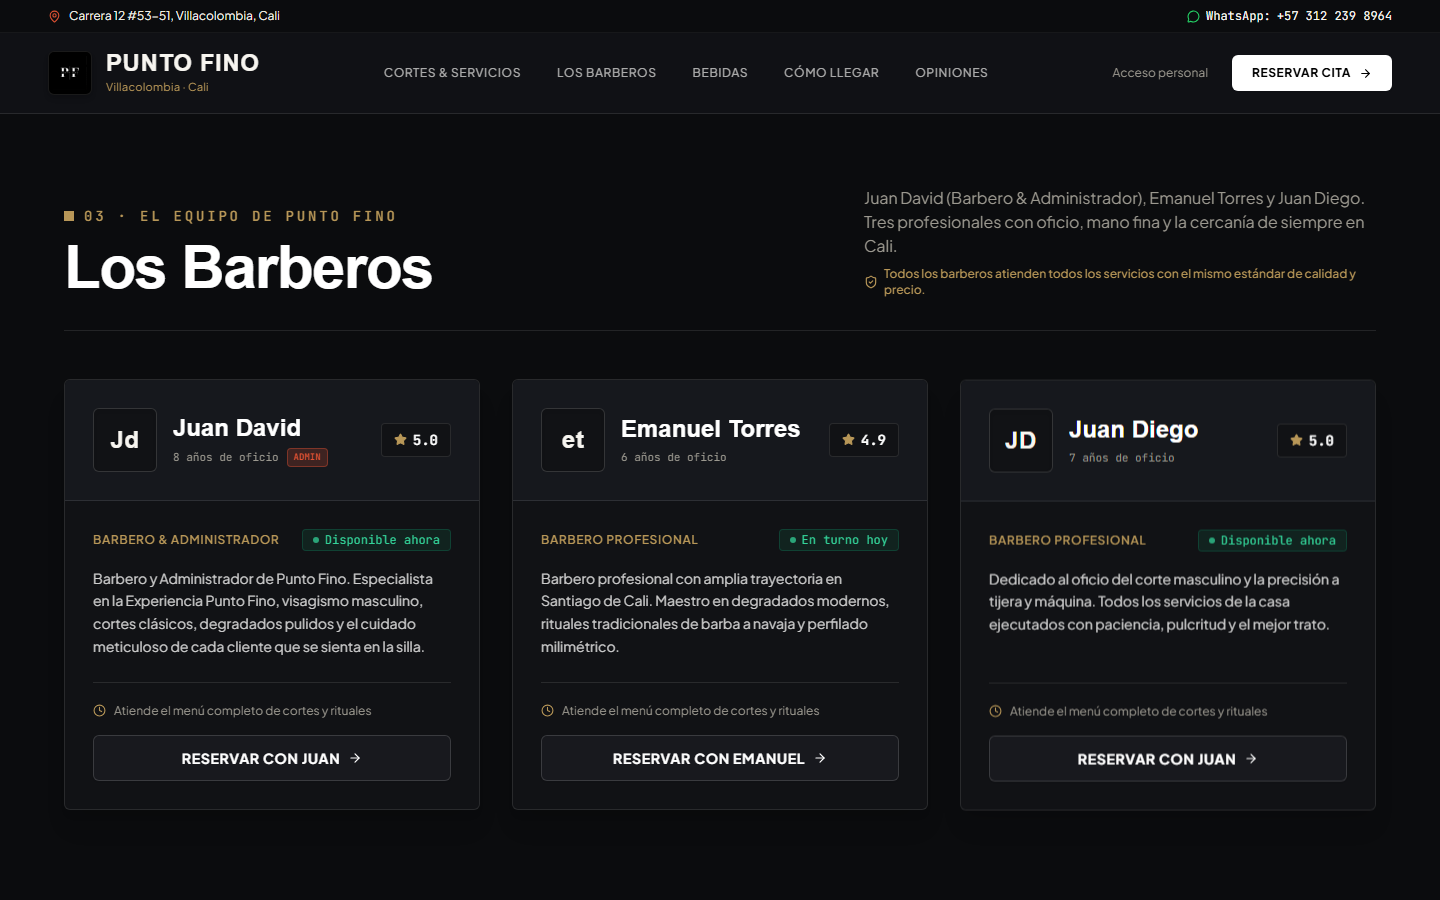 Carrera 12 #53-51, Villacolombia, Cali
WhatsApp: +57 312 239 8964
PF
PUNTO FINO
Villacolombia · Cali
CORTES & SERVICIOS
LOS BARBEROS
BEBIDAS
CÓMO LLEGAR
OPINIONES
Acceso personal
RESERVAR CITA →
03 · EL EQUIPO DE PUNTO FINO
Los Barberos
Juan David (Barbero & Administrador), Emanuel Torres y Juan Diego.
Tres profesionales con oficio, mano fina y la cercanía de siempre en
Cali.
Todos los barberos atienden todos los servicios con el mismo estándar de calidad y
precio.
Jd
Juan David
8 años de oficio
ADMIN
★ 5.0
BARBERO & ADMINISTRADOR
Disponible ahora
Barbero y Administrador de Punto Fino. Especialista
en la Experiencia Punto Fino, visagismo masculino,
cortes clásicos, degradados pulidos y el cuidado
meticuloso de cada cliente que se sienta en la silla.
Atiende el menú completo de cortes y rituales
RESERVAR CON JUAN →
et
Emanuel Torres
6 años de oficio
★ 4.9
BARBERO PROFESIONAL
En turno hoy
Barbero profesional con amplia trayectoria en
Santiago de Cali. Maestro en degradados modernos,
rituales tradicionales de barba a navaja y perfilado
milimétrico.
Atiende el menú completo de cortes y rituales
RESERVAR CON EMANUEL →
JD
Juan Diego
7 años de oficio
★ 5.0
BARBERO PROFESIONAL
Disponible ahora
Dedicado al oficio del corte masculino y la precisión a
tijera y máquina. Todos los servicios de la casa
ejecutados con paciencia, pulcritud y el mejor trato.
Atiende el menú completo de cortes y rituales
RESERVAR CON JUAN →